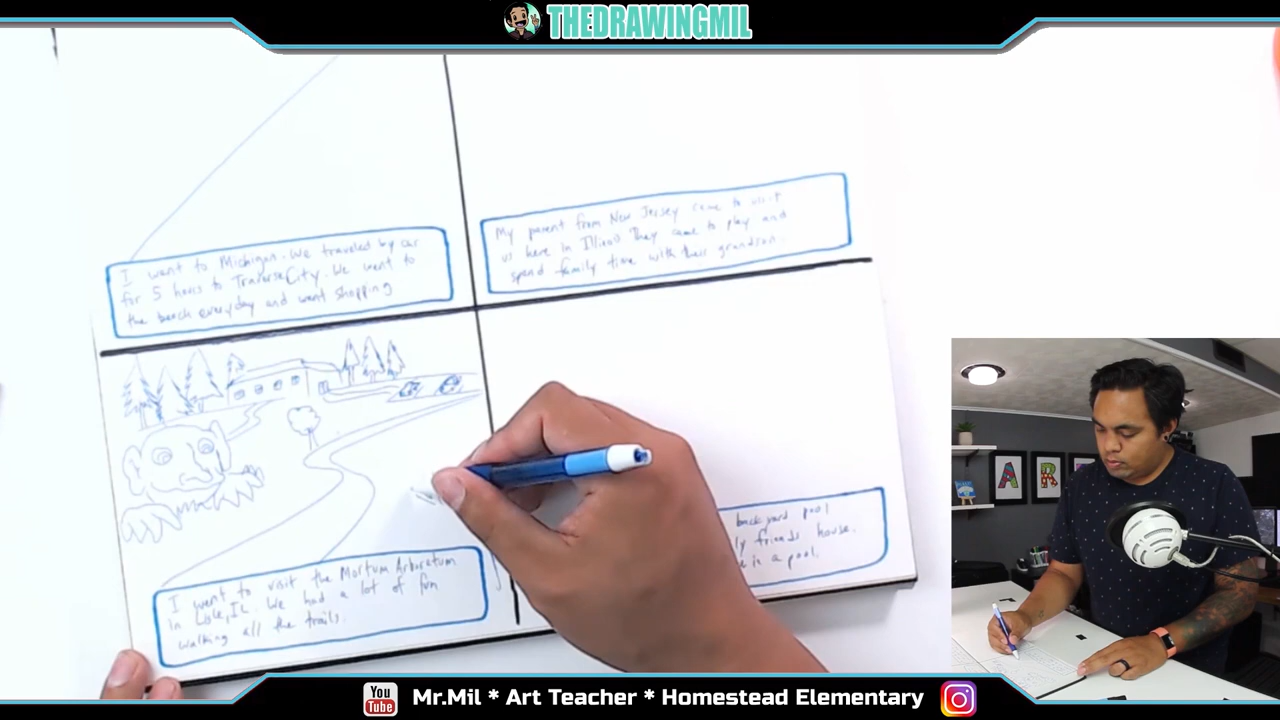 THEDRAWINGMIL
My parent from New Jersey came to visit
us here in Illinois They came to play and
spend family time with their grandson.
I went to Michigan. We traveled by car
for 5 hours to Traverse City. We went to
the beach everyday and went shopping
backyard pool
friends house.
is a pool.
I went to visit the Mortum Arboretum
in Lisle, IL. We had a lot of fun
walking all the trails.
A R
You
Tube
Mr.Mil * Art Teacher * Homestead Elementary